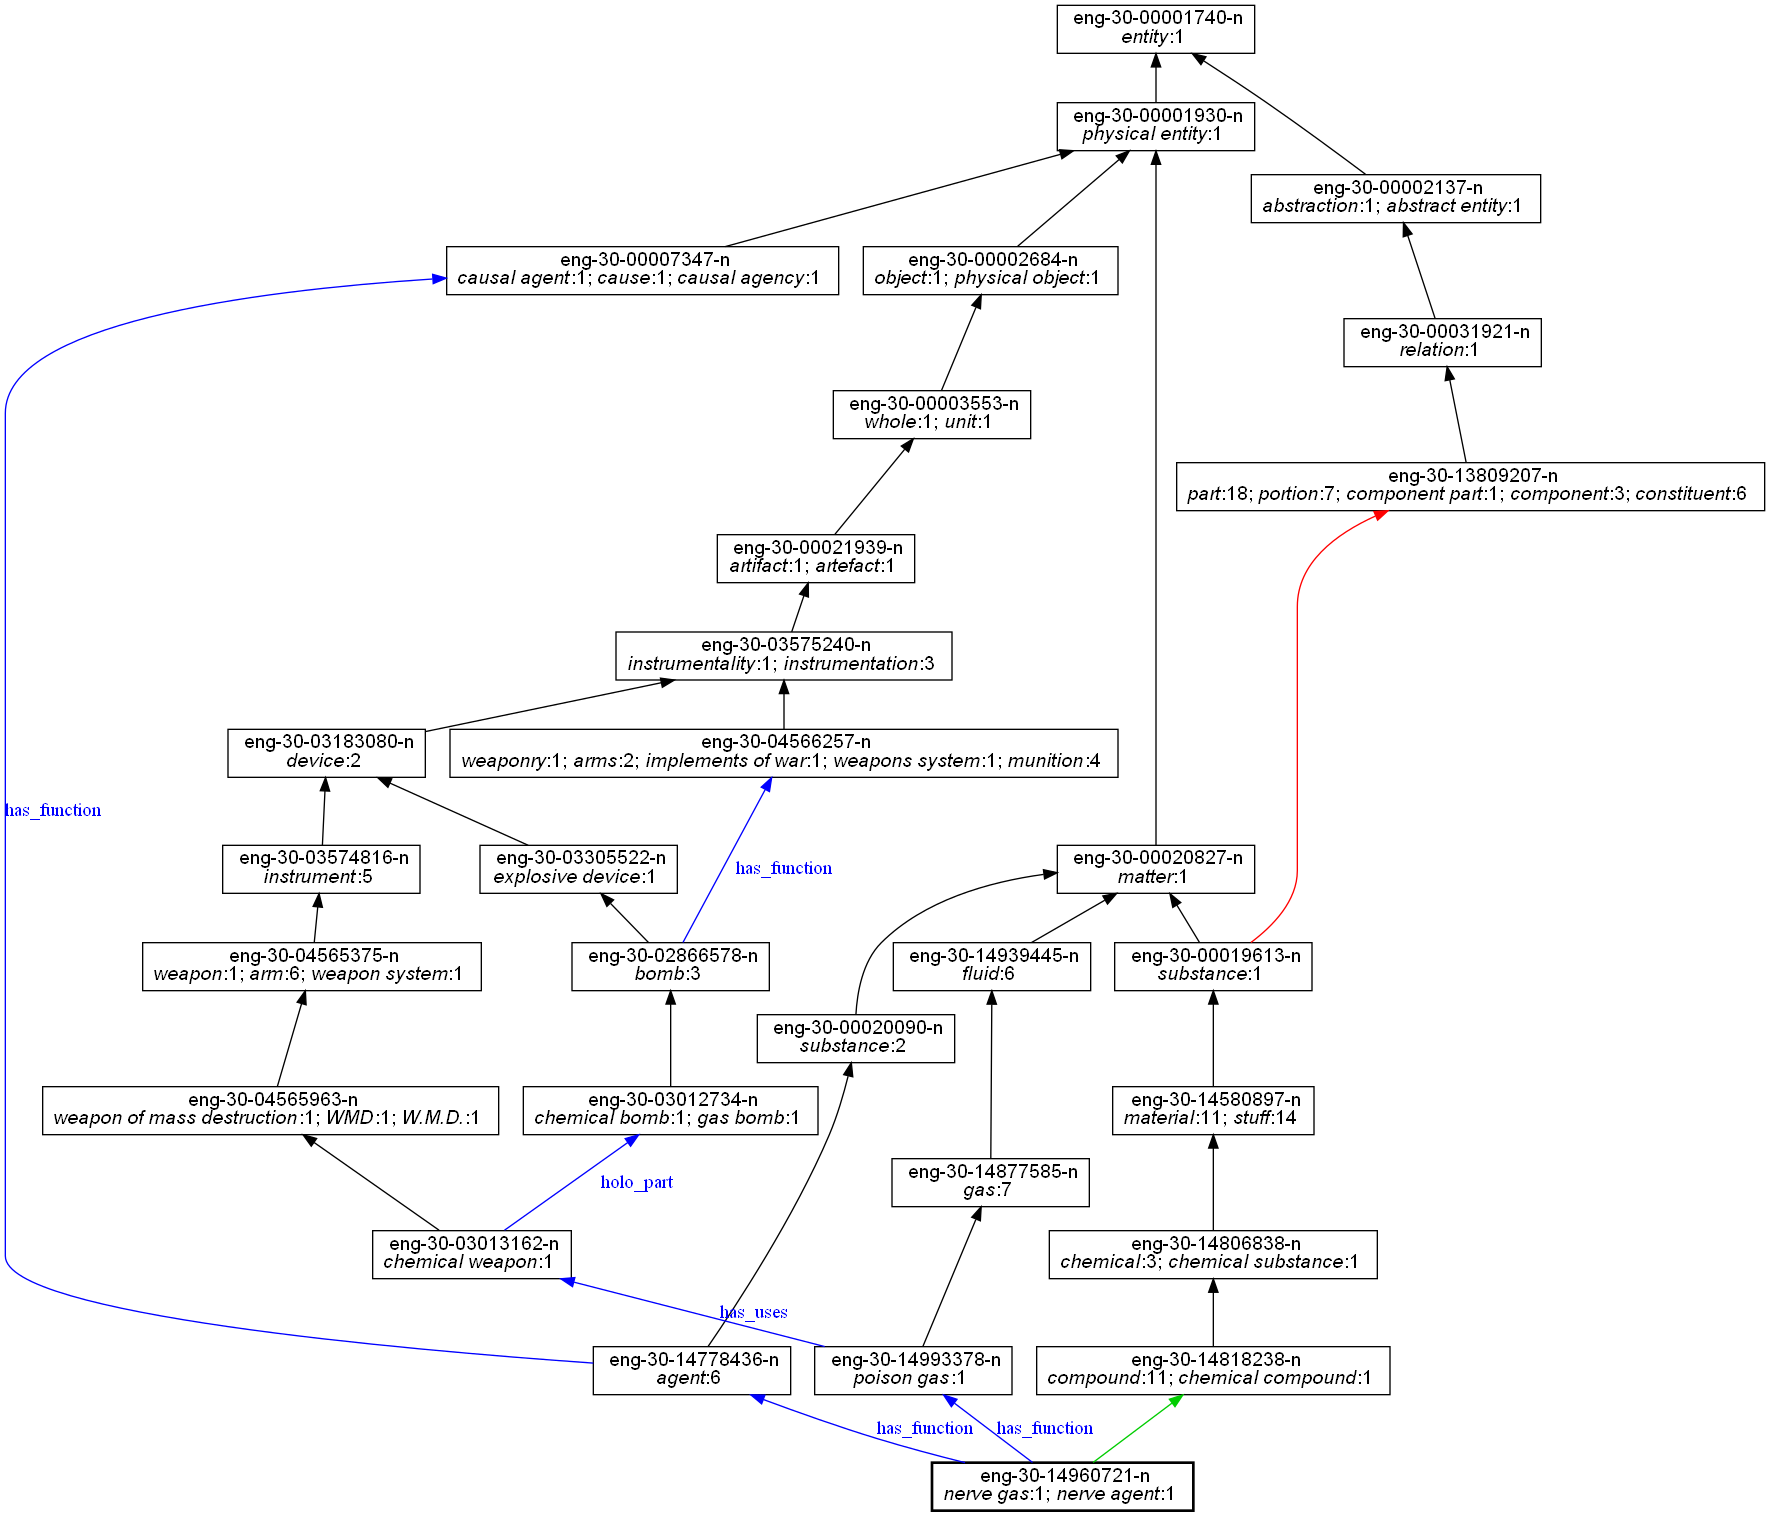 eng-30-00001740-n
entity:1
eng-30-00001930-n
physical entity:1
eng-30-00002137-n
abstraction:1; abstract entity:1
eng-30-00007347-n
causal agent:1; cause:1; causal agency:1
eng-30-00002684-n
object:1; physical object:1
eng-30-00031921-n
relation:1
eng-30-00003553-n
whole:1; unit:1
eng-30-13809207-n
part:18; portion:7; component part:1; component:3; constituent:6
eng-30-00021939-n
artifact:1; artefact:1
eng-30-03575240-n
instrumentality:1; instrumentation:3
eng-30-03183080-n
device:2
eng-30-04566257-n
weaponry:1; arms:2; implements of war:1; weapons system:1; munition:4
has_function
eng-30-03574816-n
instrument:5
eng-30-03305522-n
explosive device:1
has_function
eng-30-00020827-n
matter:1
eng-30-04565375-n
weapon:1; arm:6; weapon system:1
eng-30-02866578-n
bomb:3
eng-30-14939445-n
fluid:6
eng-30-00019613-n
substance:1
eng-30-00020090-n
substance:2
eng-30-04565963-n
weapon of mass destruction:1; WMD:1; W.M.D.:1
eng-30-03012734-n
chemical bomb:1; gas bomb:1
eng-30-14580897-n
material:11; stuff:14
holo_part
eng-30-14877585-n
gas:7
eng-30-03013162-n
chemical weapon:1
eng-30-14806838-n
chemical:3; chemical substance:1
has_uses
eng-30-14778436-n
agent:6
eng-30-14993378-n
poison gas:1
eng-30-14818238-n
compound:11; chemical compound:1
has_function
has_function
eng-30-14960721-n
nerve gas:1; nerve agent:1